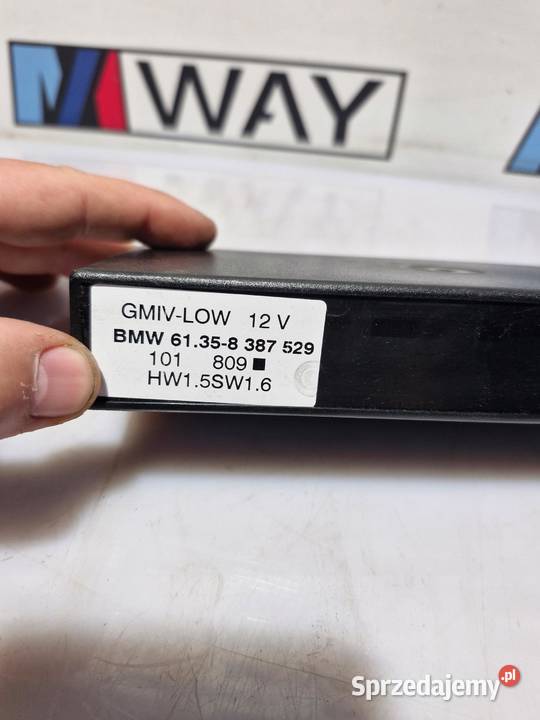 M WAY
GMIV-LOW 12 V
BMW 61.35-8 387 529
101 809■
HW1.5SW1.6
Sprzedajemy.pl